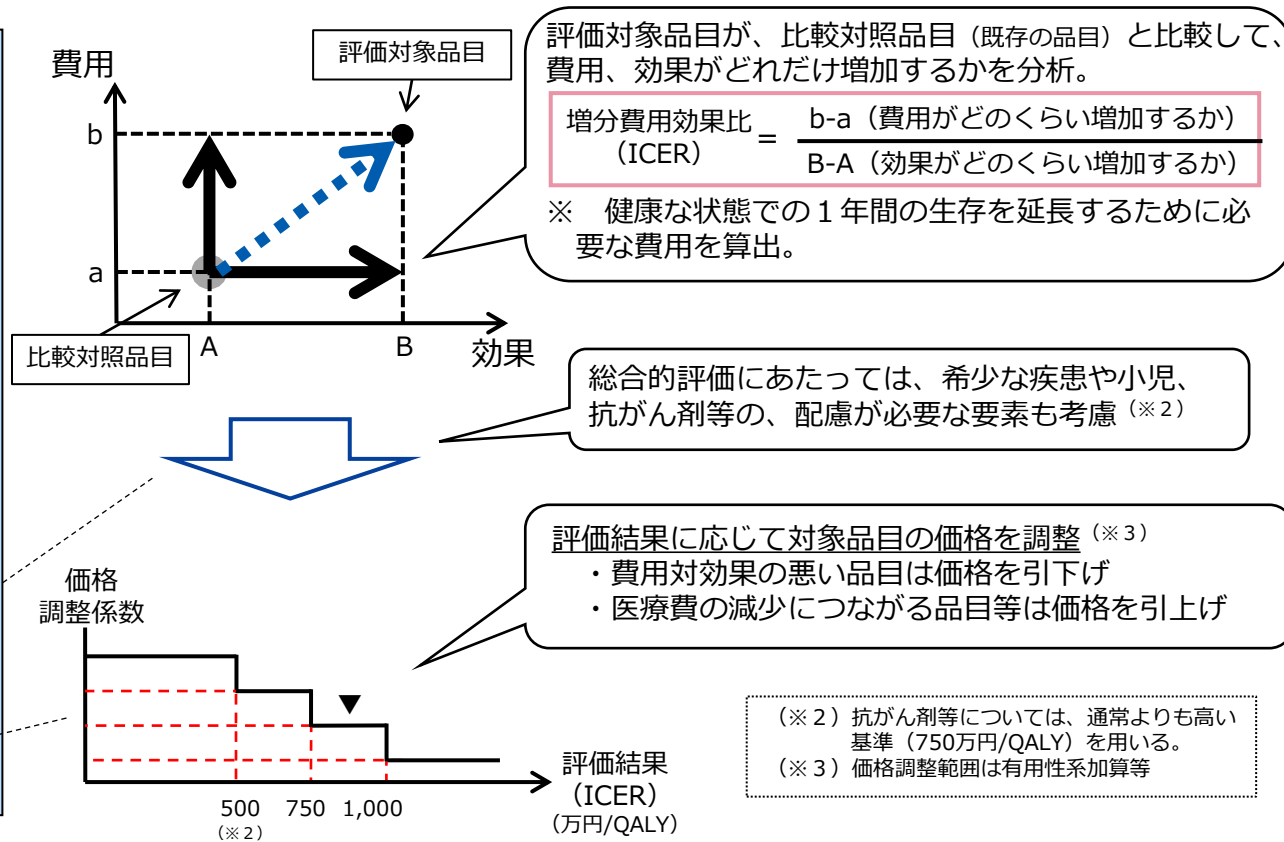 費用
評価対象品目
b
a
A
B
効果
比較対照品目
評価対象品目が、比較対照品目（既存の品目）と比較して、
費用、効果がどれだけ増加するかを分析。
増分費用効果比
（ICER）
=
b-a（費用がどのくらい増加するか）
B-A（効果がどのくらい増加するか）
※　健康な状態での１年間の生存を延長するために必
要な費用を算出。
総合的評価にあたっては、希少な疾患や小児、
抗がん剤等の、配慮が必要な要素も考慮（※２）
評価結果に応じて対象品目の価格を調整（※３）
・費用対効果の悪い品目は価格を引下げ
・医療費の減少につながる品目等は価格を引上げ
価格
調整係数
500 750 1,000
（※２）
評価結果
（ICER）
（万円/QALY）
（※２）抗がん剤等については、通常よりも高い
基準（750万円/QALY）を用いる。
（※３）価格調整範囲は有用性系加算等